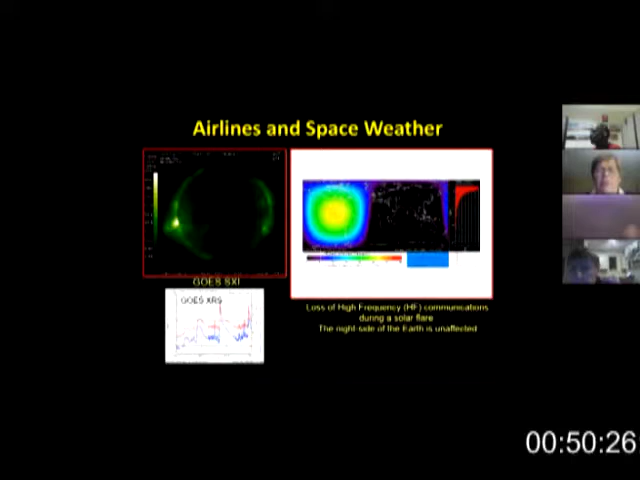 Airlines and Space Weather
GOES SXI
GOES XRS
Loss of High Frequency (HF) communications
during a solar flare
The night side of the Earth is unaffected
00:50:26